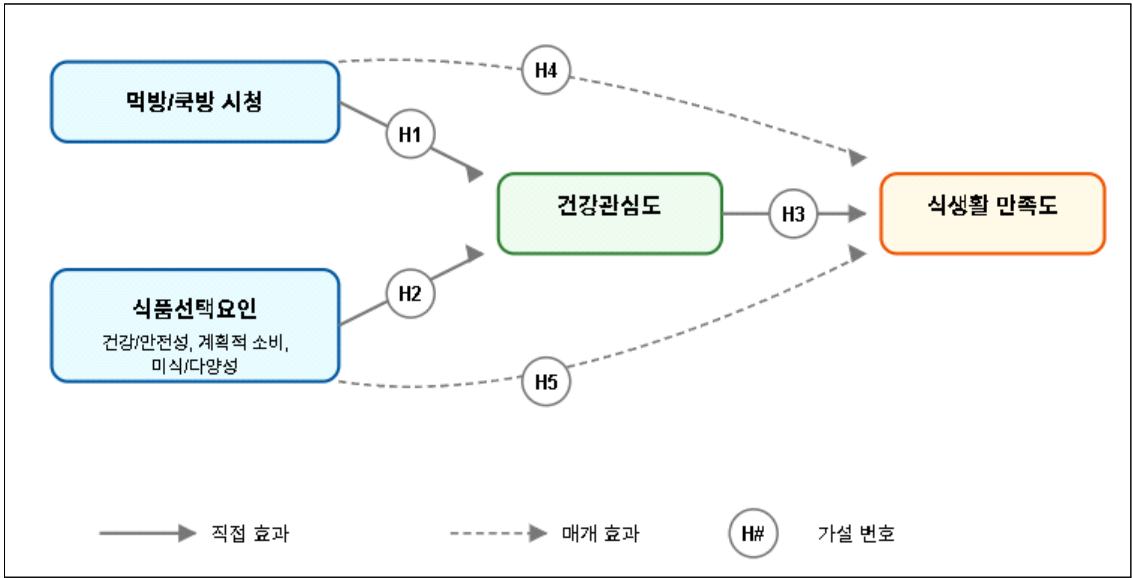 먹방/쿡방 시청
H4
H1
건강관심도
H3
식생활 만족도
H2
식품선택요인
건강/만전성, 계획적 소비,
미식/다양성
H5
직접 효과
매개 효과
H#
가설 번호